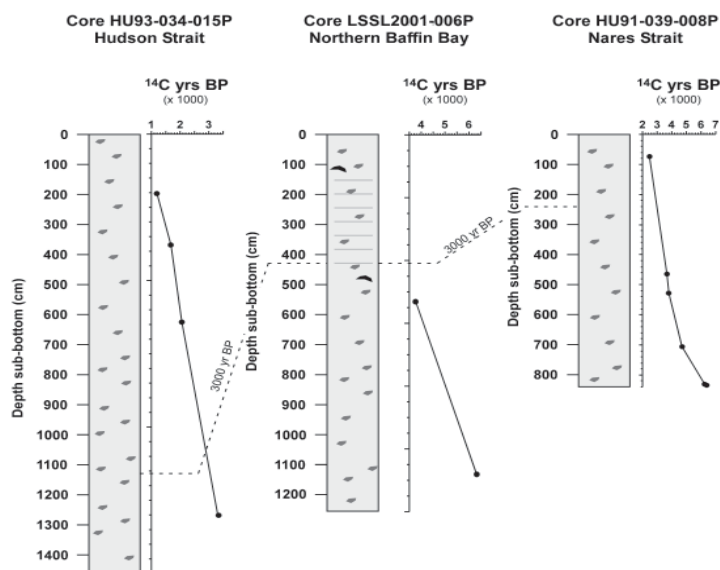 Core HU93-034-015P
Hudson Strait
Core LSSL2001-006P
Northern Baffin Bay
Core HU91-039-008P
Nares Strait
¹⁴C yrs BP
(x 1000)
1 2 3
0
100
200
300
400
500
600
700
800
900
1000
1100
1200
1300
1400
Depth sub-bottom (cm)
3000 yr BP
¹⁴C yrs BP
(x 1000)
4 5 6
0
100
200
300
400
500
600
700
800
900
1000
1100
1200
Depth sub-bottom (cm)
3000 yr BP
¹⁴C yrs BP
(x 1000)
2 3 4 5 6 7
0
100
200
300
400
500
600
700
800
Depth sub-bottom (cm)